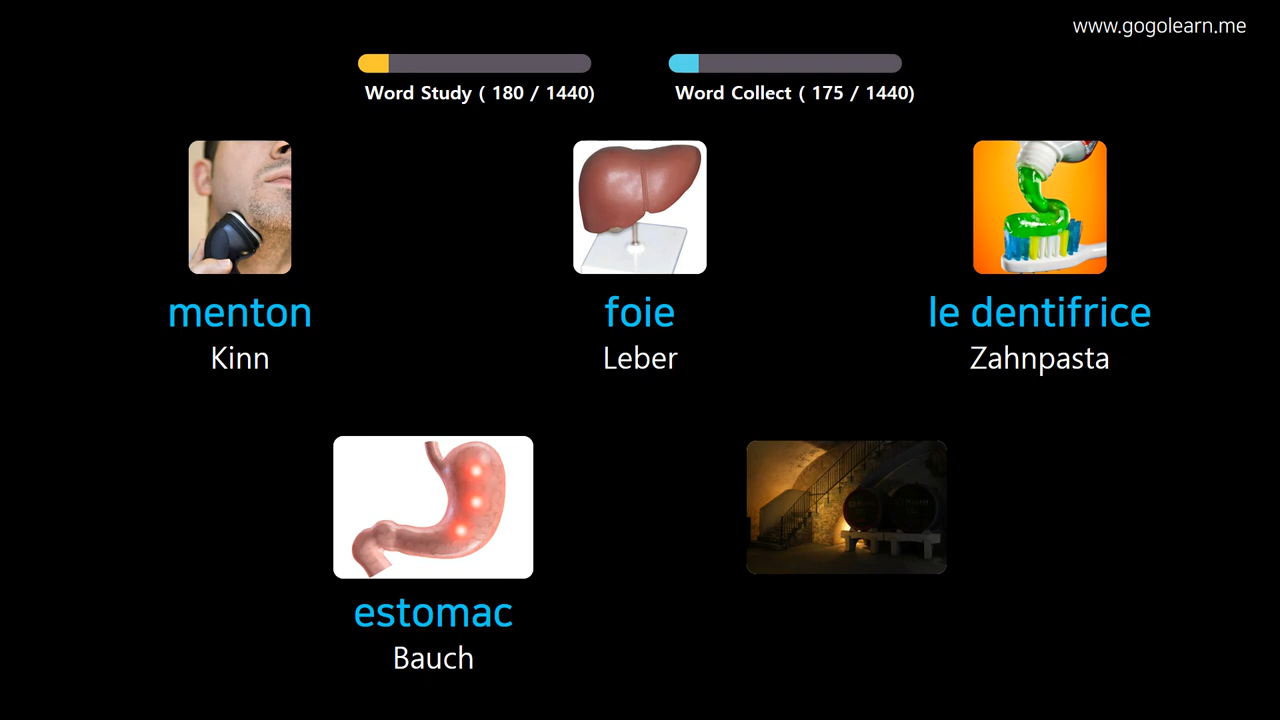 www.gogolearn.me
Word Study ( 180 / 1440)
Word Collect ( 175 / 1440)
menton
Kinn
foie
Leber
le dentifrice
Zahnpasta
estomac
Bauch